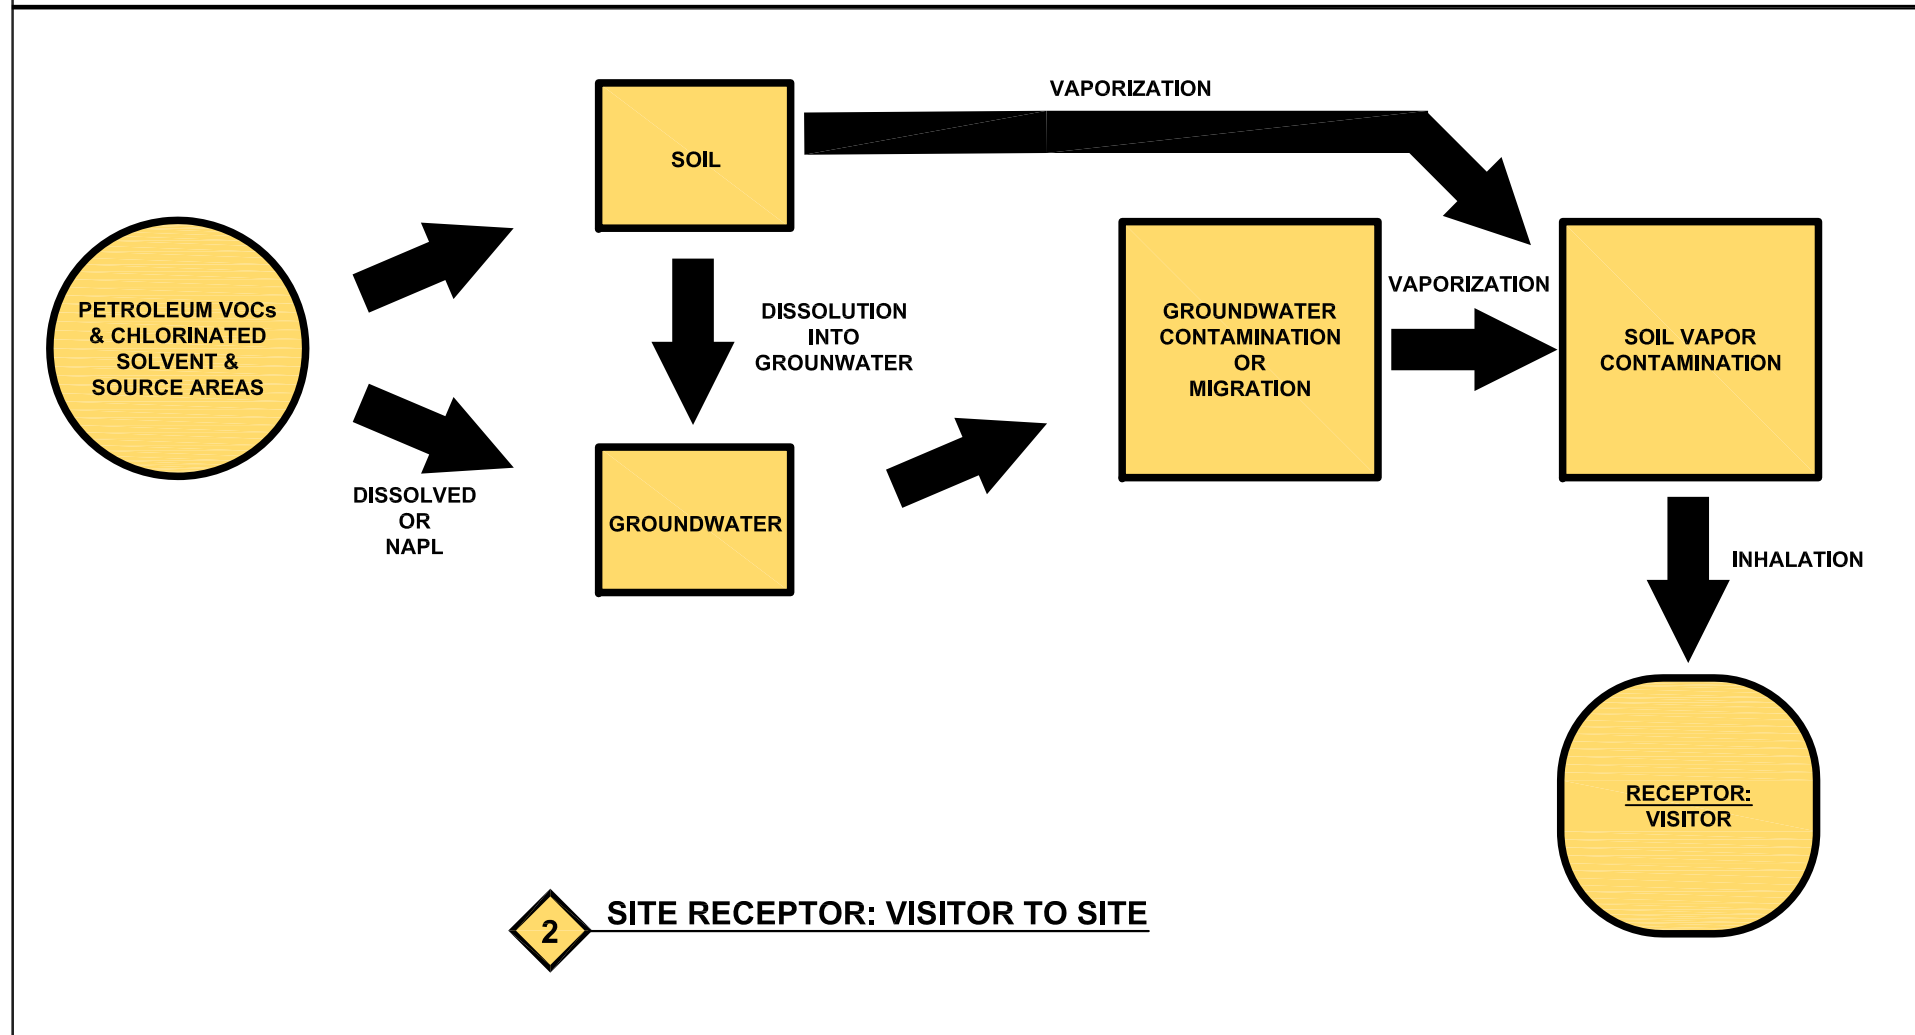 VAPORIZATION
SOIL
PETROLEUM VOCs
& CHLORINATED
SOLVENT &
SOURCE AREAS
DISSOLUTION
INTO
GROUNWATER
GROUNDWATER
CONTAMINATION
OR
MIGRATION
VAPORIZATION
SOIL VAPOR
CONTAMINATION
DISSOLVED
OR
NAPL
GROUNDWATER
INHALATION
RECEPTOR:
VISITOR
2
SITE RECEPTOR: VISITOR TO SITE